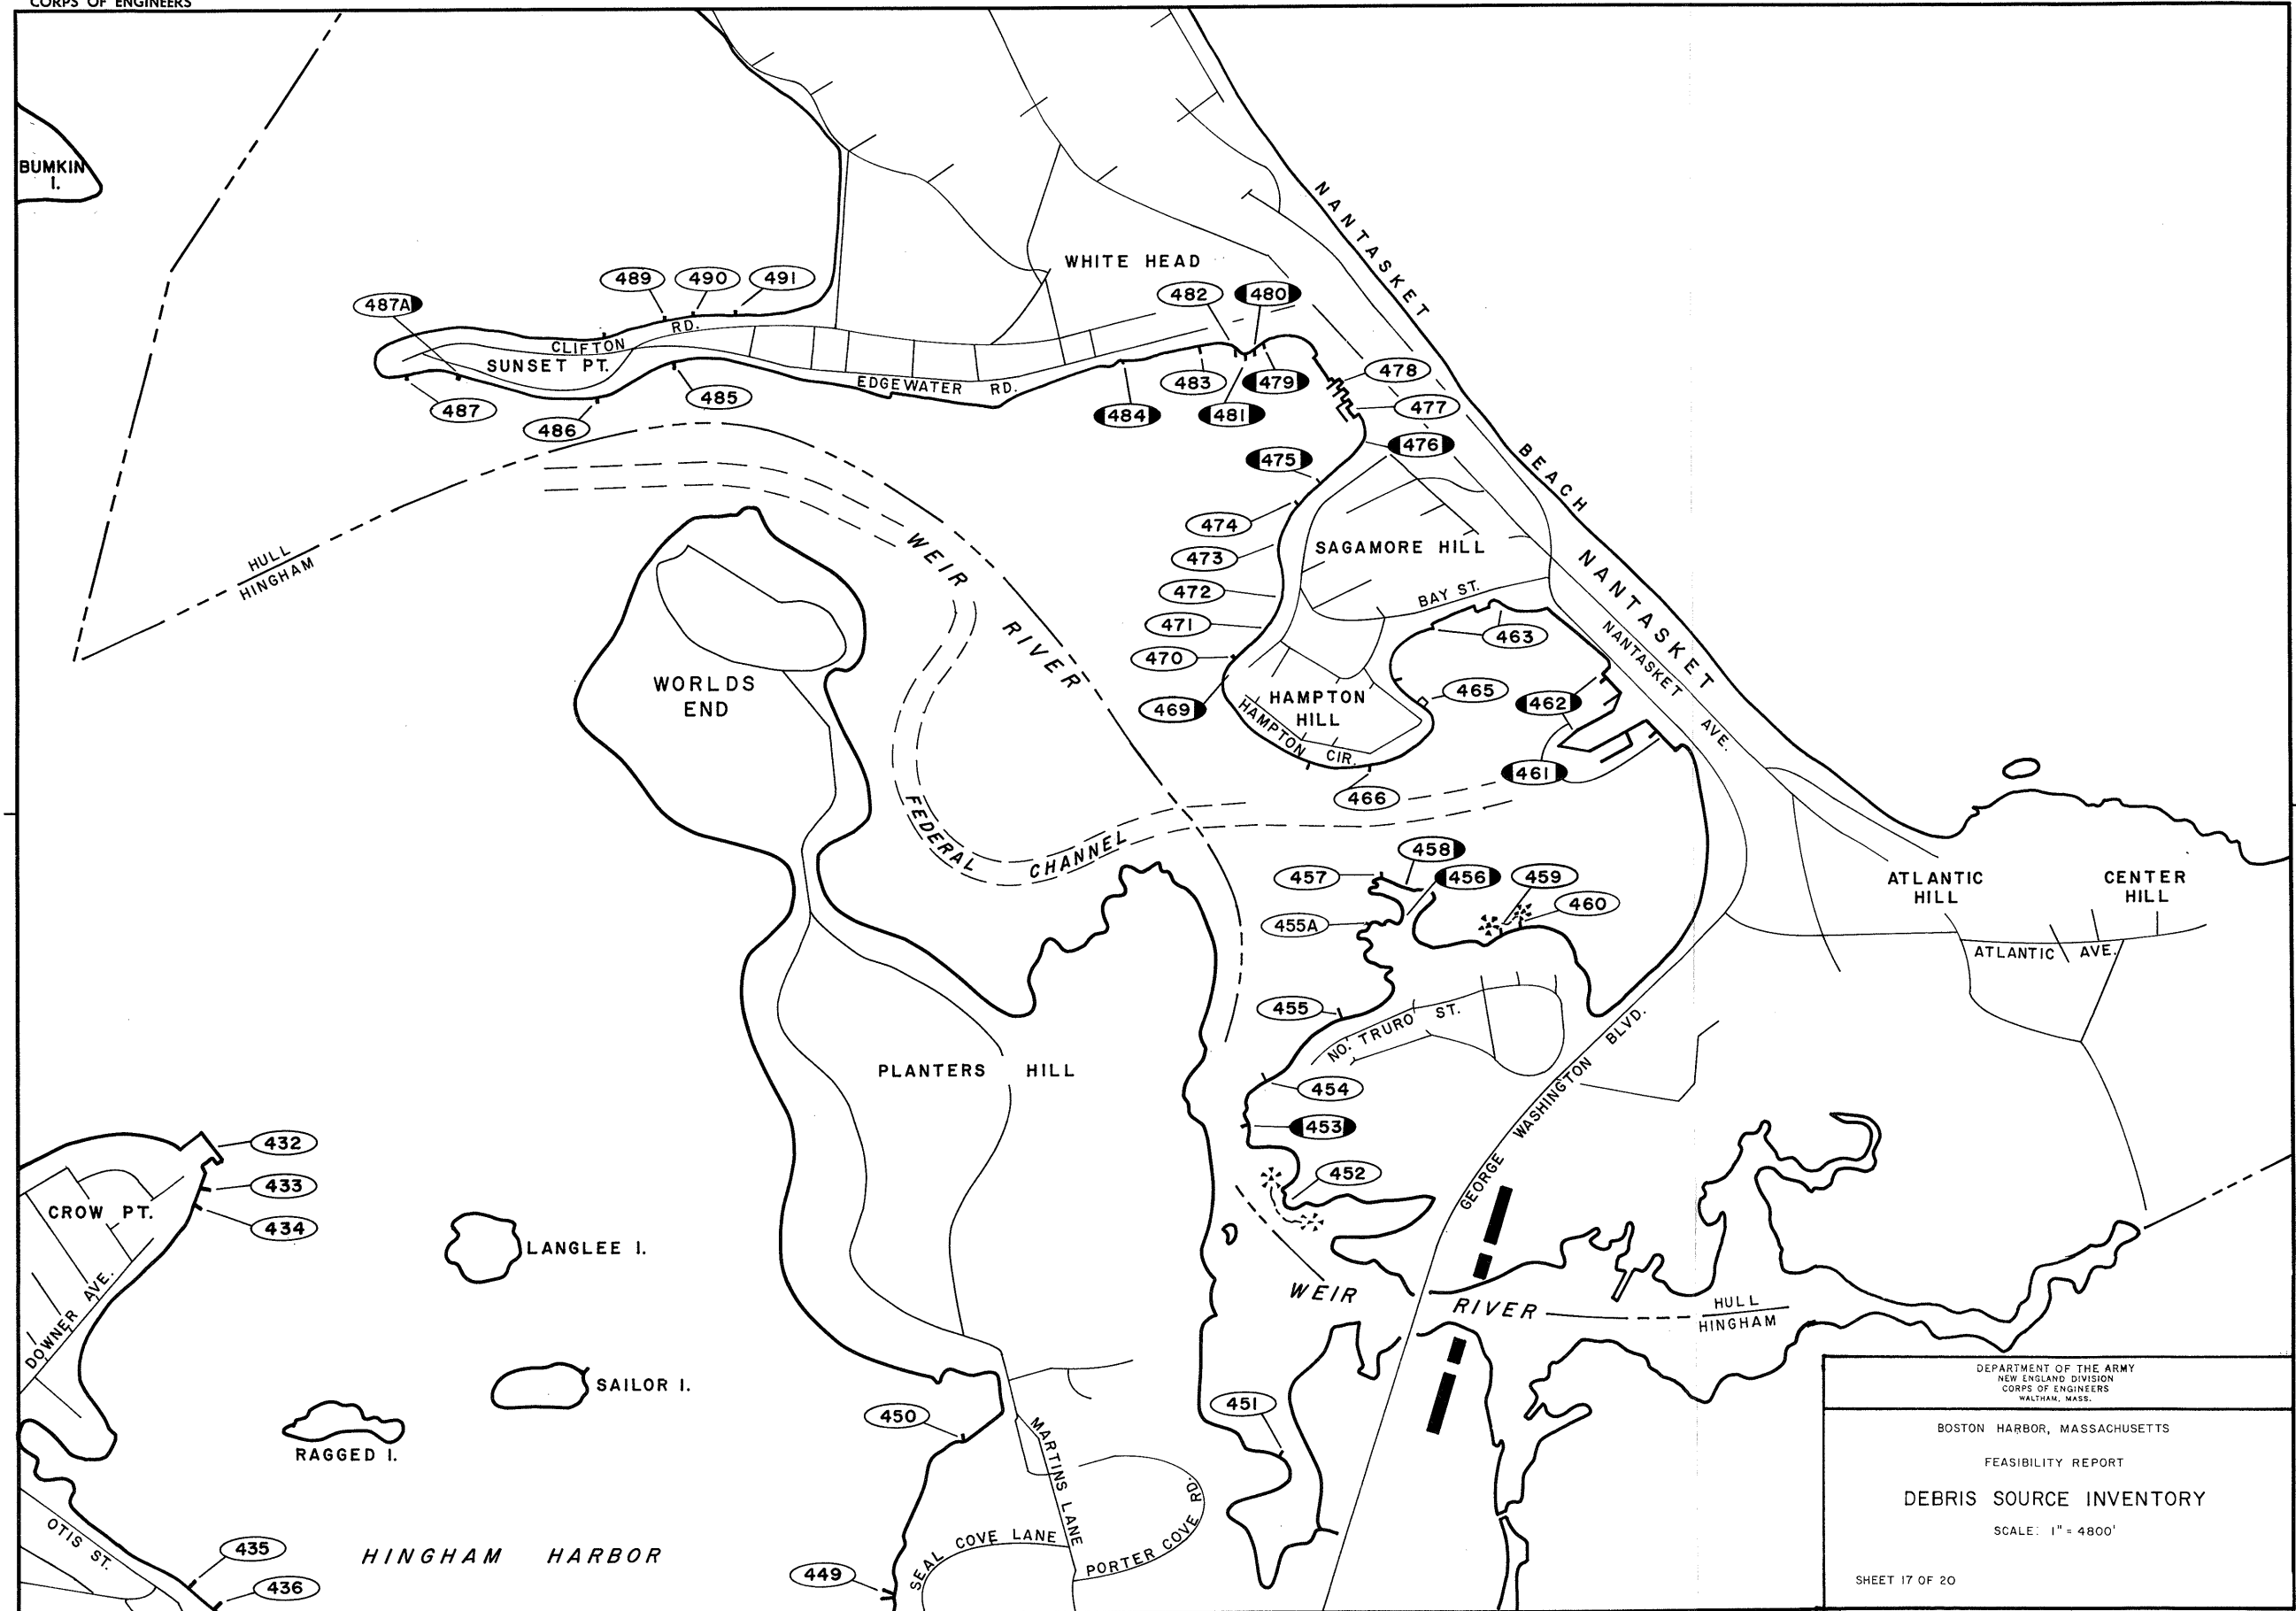 CORPS OF ENGINEERS
BUMKIN
I.
NANTASKET
BEACH
WHITE HEAD
489
490
491
482
480
487A
RD.
CLIFTON
SUNSET PT.
EDGEWATER RD.
487
486
485
484
483
481
479
478
477
476
475
474
473
472
471
470
469
HULL
HINGHAM
WEIR
RIVER
SAGAMORE HILL
BAY ST.
NANTASKET
NANTASKET AVE.
463
465
462
461
466
HAMPTON
HILL
HAMPTON CIR.
WORLDS
END
FEDERAL
CHANNEL
458
457
456
459
460
455A
455
454
453
452
ATLANTIC
HILL
CENTER
HILL
ATLANTIC AVE.
NO. TRURO ST.
GEORGE WASHINGTON BLVD.
PLANTERS HILL
432
433
434
CROW PT.
DOWNER AVE.
LANGLEE I.
SAILOR I.
RAGGED I.
WEIR
RIVER
HULL
HINGHAM
450
451
MARTINS LANE
SEAL COVE LANE
PORTER COVE RD.
449
OTIS ST.
435
436
HINGHAM HARBOR
DEPARTMENT OF THE ARMY
NEW ENGLAND DIVISION
CORPS OF ENGINEERS
WALTHAM, MASS.
BOSTON HARBOR, MASSACHUSETTS
FEASIBILITY REPORT
DEBRIS SOURCE INVENTORY
SCALE: 1" = 4800'
SHEET 17 OF 20